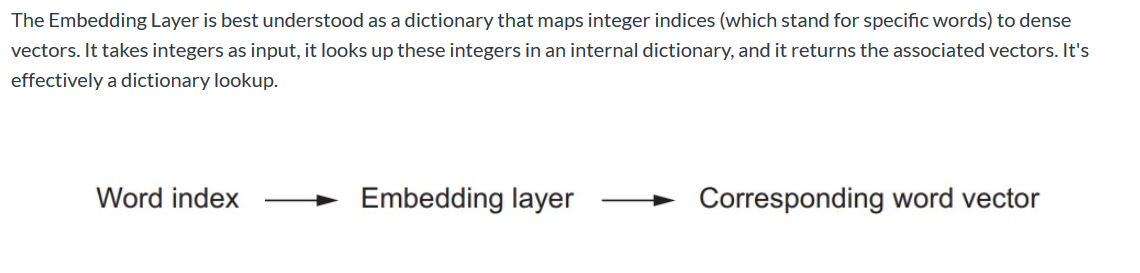 The Embedding Layer is best understood as a dictionary that maps integer indices (which stand for specific words) to dense
vectors. It takes integers as input, it looks up these integers in an internal dictionary, and it returns the associated vectors. It's
effectively a dictionary lookup.
Word index Embedding layer Corresponding word vector